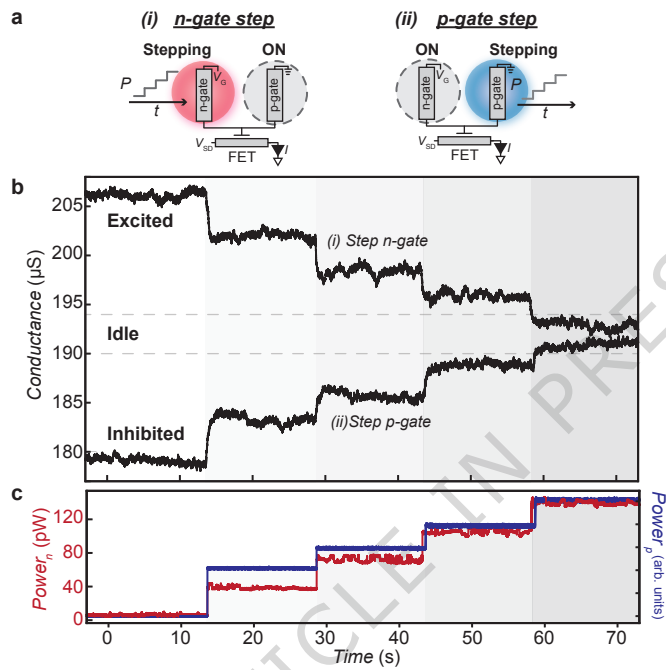 a
(i) n-gate step
(ii) p-gate step
Stepping
ON
ON
Stepping
P
t
n-gate
VG
p-gate
n-gate
VG
p-gate
P
t
VSD
FET
I
VSD
FET
I
b
Conductance (µS)
205
200
195
190
185
180
Excited
(i) Step n-gate
Idle
(ii)Step p-gate
Inhibited
c
Powern (pW)
120
80
40
0
Powerp (arb. units)
0
10
20
30
40
50
60
70
Time (s)
ICLE IN PRES